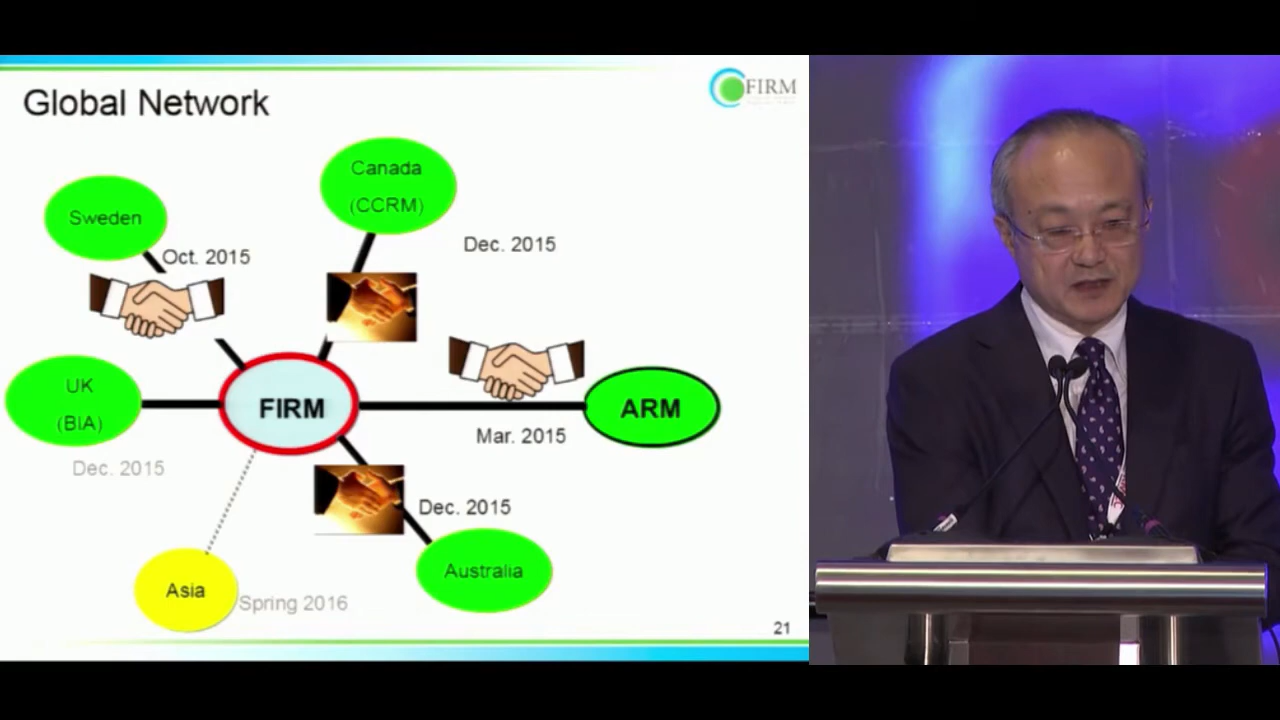 Global Network
FIRM
Canada
(CCRM)
Sweden
Oct. 2015
Dec. 2015
UK
(BIA)
FIRM
ARM
Mar. 2015
Dec. 2015
Dec. 2015
Australia
Asia
Spring 2016
21